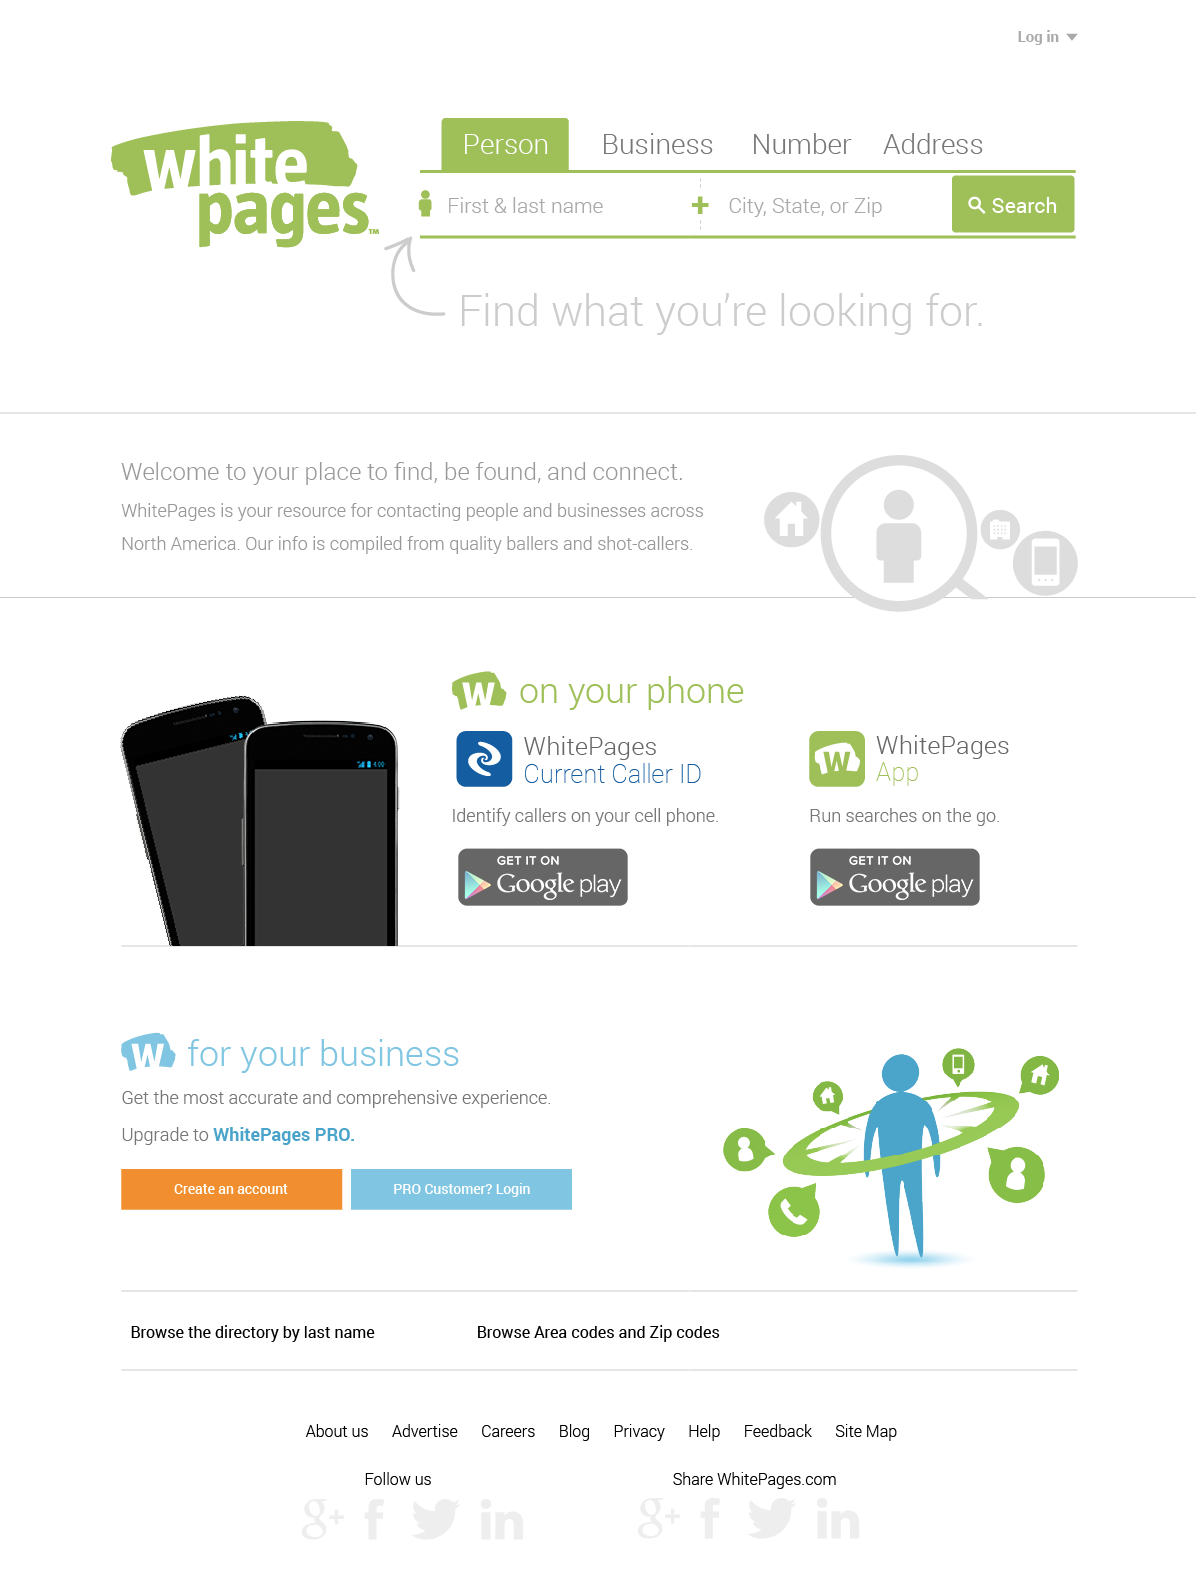 Log in
white
pages™
Person Business Number Address
First & last name City, State, or Zip Search
Find what you’re looking for.
Welcome to your place to find, be found, and connect.
WhitePages is your resource for contacting people and businesses across
North America. Our info is compiled from quality ballers and shot-callers.
W on your phone
WhitePages
Current Caller ID
Identify callers on your cell phone.
GET IT ON
Google play
W
WhitePages
App
Run searches on the go.
GET IT ON
Google play
4:00
W for your business
Get the most accurate and comprehensive experience.
Upgrade to WhitePages PRO.
Create an account PRO Customer? Login
Browse the directory by last name Browse Area codes and Zip codes
About us Advertise Careers Blog Privacy Help Feedback Site Map
Follow us Share WhitePages.com
g+ f in g+ f in